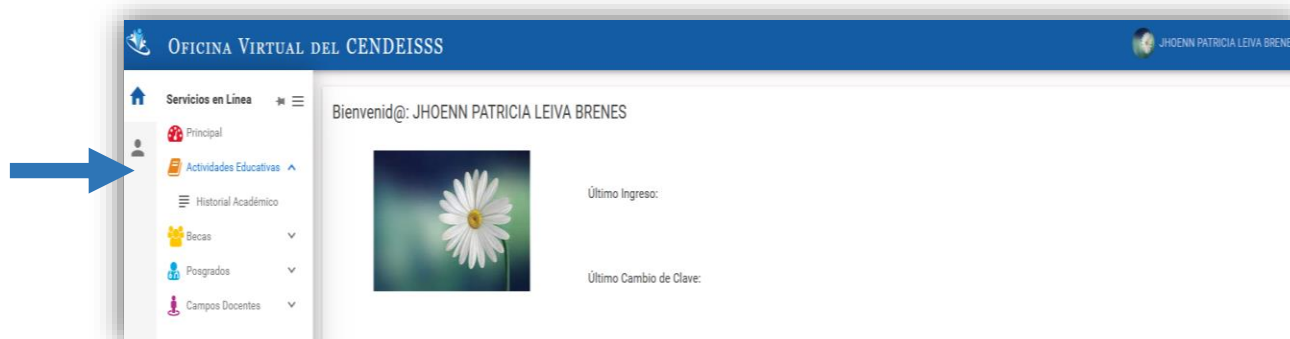 OFICINA VIRTUAL DEL CENDEISSS
JHOENN PATRICIA LEIVA BRENE
Servicios en Línea
Principal
Actividades Educativas
Historial Académico
Becas
Posgrados
Campos Docentes
Bienvenid@: JHOENN PATRICIA LEIVA BRENES
Último Ingreso:
Último Cambio de Clave: